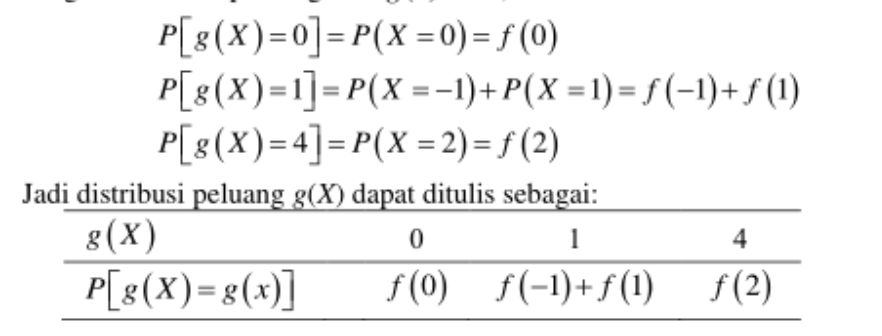 P[g(X)=0]=P(X=0)=f(0)
P[g(X)=1]=P(X=−1)+P(X=1)=f(−1)+f(1)
P[g(X)=4]=P(X=2)=f(2)
Jadi distribusi peluang g(X) dapat ditulis sebagai:
g(X) 0 1 4
P[g(X)=g(x)] f(0) f(−1)+f(1) f(2)